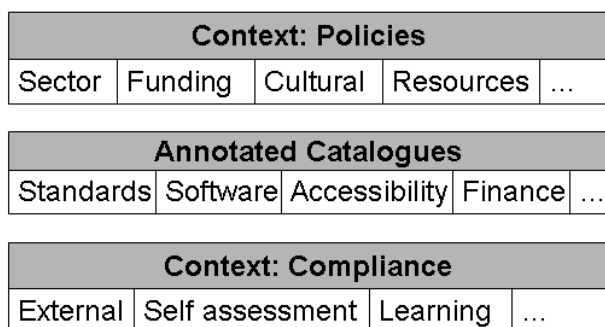 Context: Policies
Sector Funding Cultural Resources ...
Annotated Catalogues
Standards Software Accessibility Finance ...
Context: Compliance
External Self assessment Learning ...